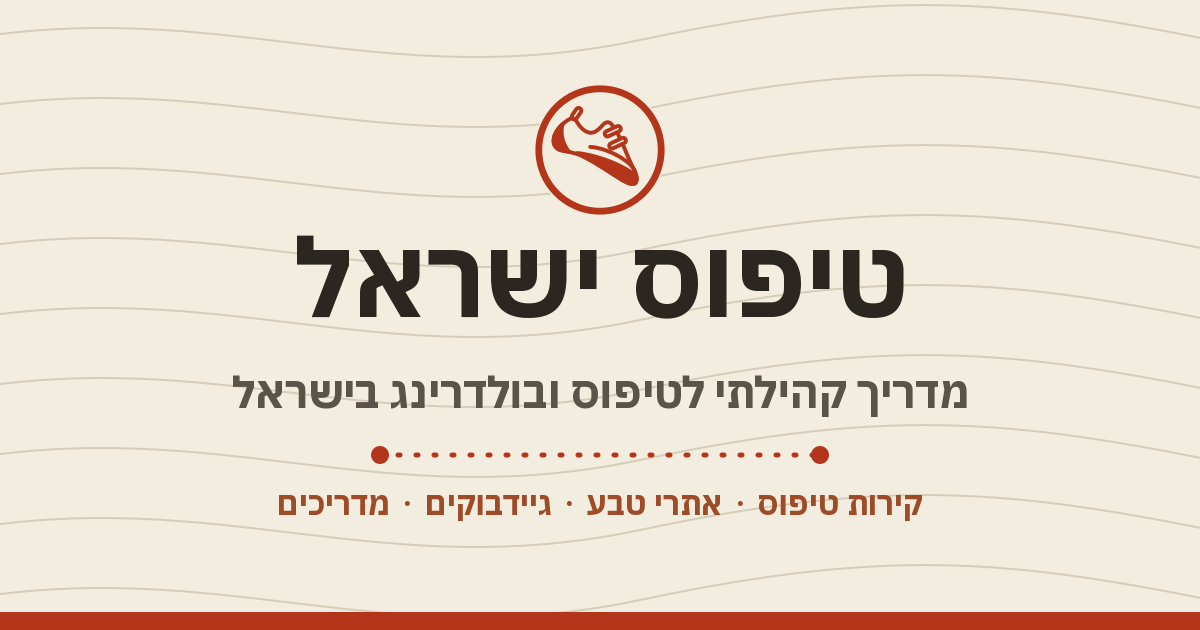 טיפוס ישראל
מדריך קהילתי לטיפוס ובולדרינג בישראל
קירות טיפוס · אתרי טבע · גיידבוקים · מדריכים